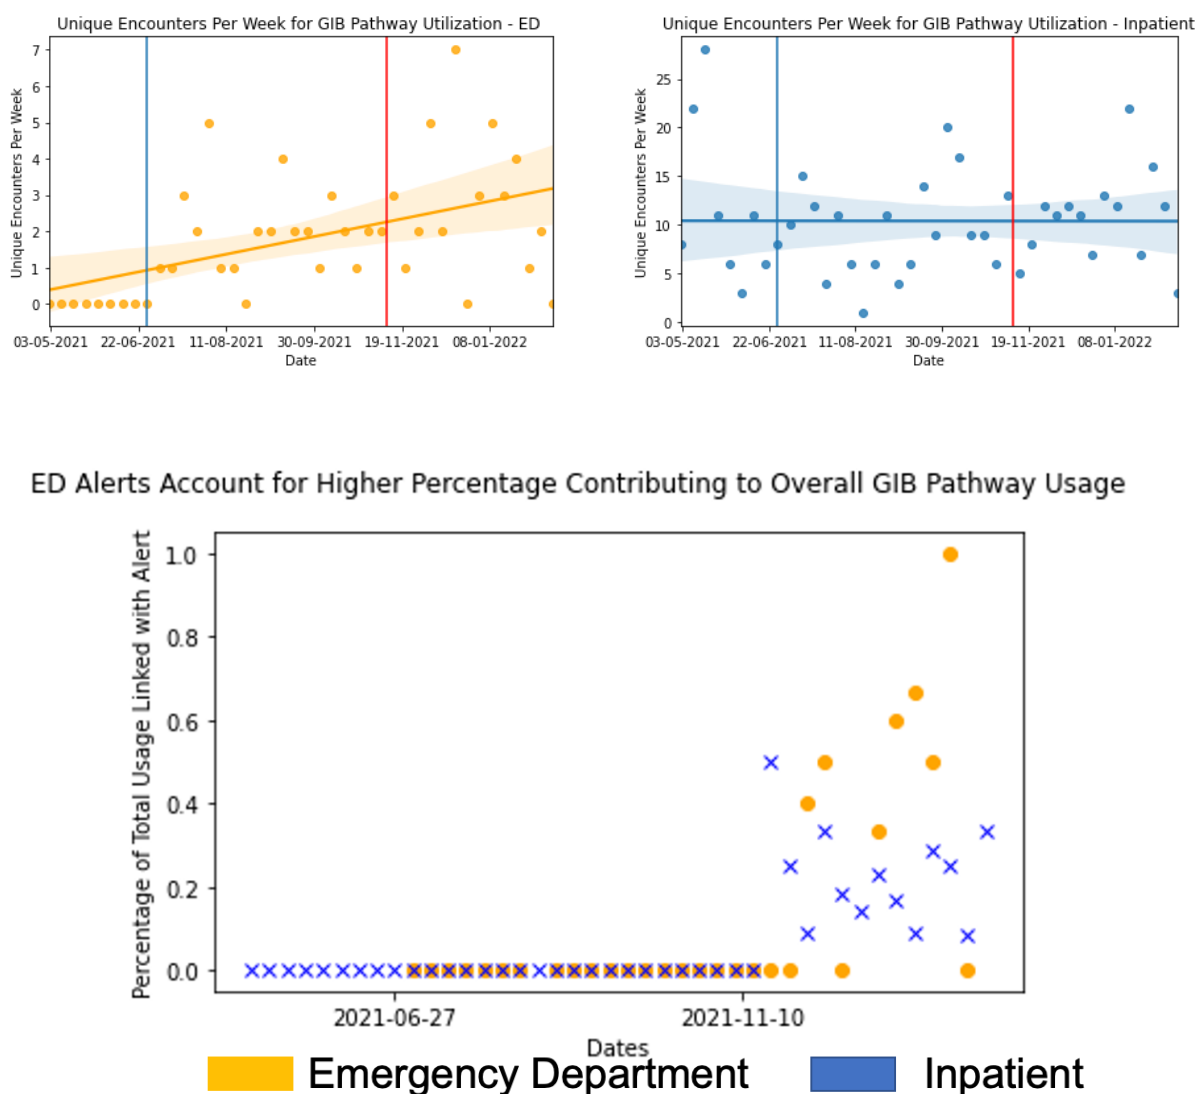 Unique Encounters Per Week for GIB Pathway Utilization - ED
Unique Encounters Per Week
7
6
5
4
3
2
1
0
03-05-2021 22-06-2021 11-08-2021 30-09-2021 19-11-2021 08-01-2022
Date
Unique Encounters Per Week for GIB Pathway Utilization - Inpatient
Unique Encounters Per Week
25
20
15
10
5
0
03-05-2021 22-06-2021 11-08-2021 30-09-2021 19-11-2021 08-01-2022
Date
ED Alerts Account for Higher Percentage Contributing to Overall GIB Pathway Usage
Percentage of Total Usage Linked with Alert
1.0
0.8
0.6
0.4
0.2
0.0
2021-06-27 2021-11-10
Dates
Emergency Department Inpatient